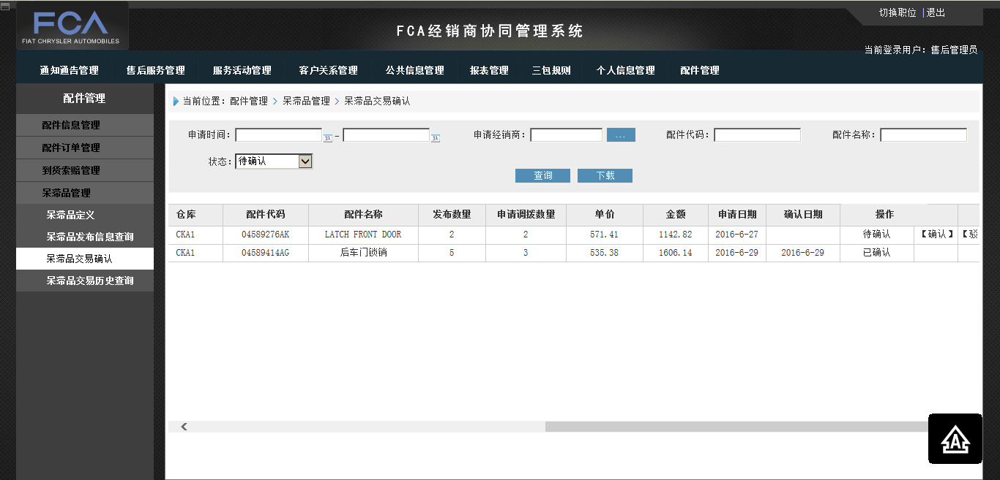 FCA
FIAT CHRYSLER AUTOMOBILES
FCA经销商协同管理系统
切换职位 | 退出
当前登录用户：售后管理员
通知通告管理 售后服务管理 服务活动管理 客户关系管理 公共信息管理 报表管理 三包规则 个人信息管理 配件管理
配件管理
配件信息管理
配件订单管理
到货索赔管理
呆滞品管理
呆滞品定义
呆滞品发布信息查询
呆滞品交易确认
呆滞品交易历史查询
当前位置：配件管理 > 呆滞品管理 > 呆滞品交易确认
申请时间： 31 - 31 申请经销商： ... 配件代码： 配件名称：
状态： 待确认
查询 下载
仓库 配件代码 配件名称 发布数量 申请调拨数量 单价 金额 申请日期 确认日期 操作
CKA1 04589276AK LATCH FRONT DOOR 2 2 571.41 1142.82 2016-6-27 待确认 【确认】 【驳
CKA1 04589414AG 后车门锁销 5 3 535.38 1606.14 2016-6-29 2016-6-29 已确认
A